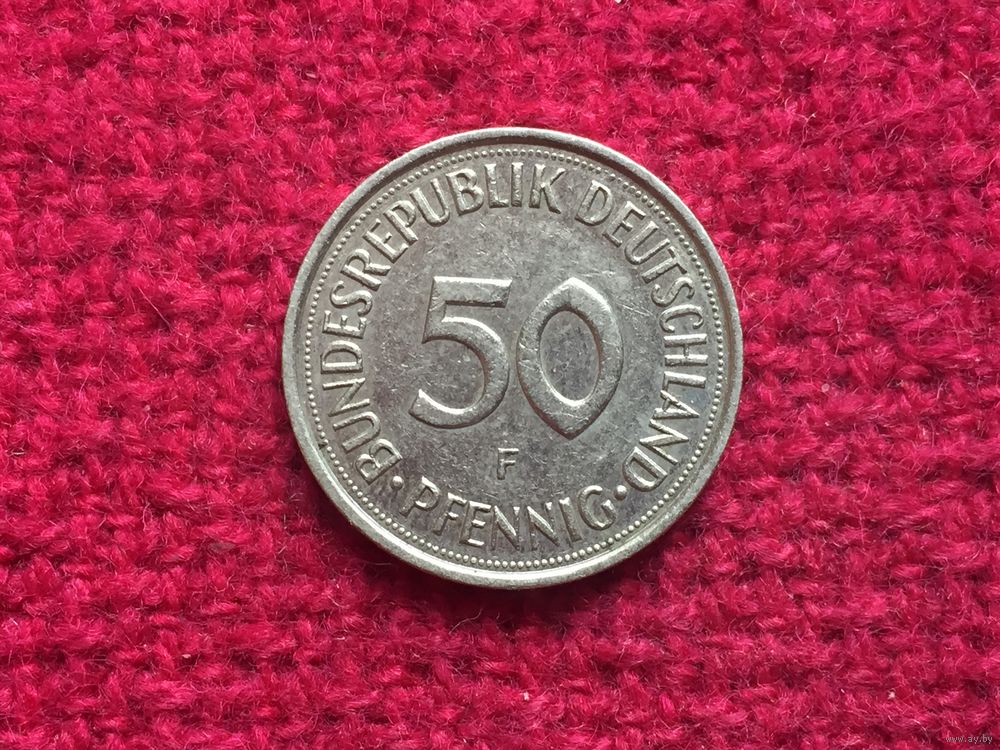 BUNDESREPUBLIK DEUTSCHLAND
50
F
• PFENNIG •
www.ay.by